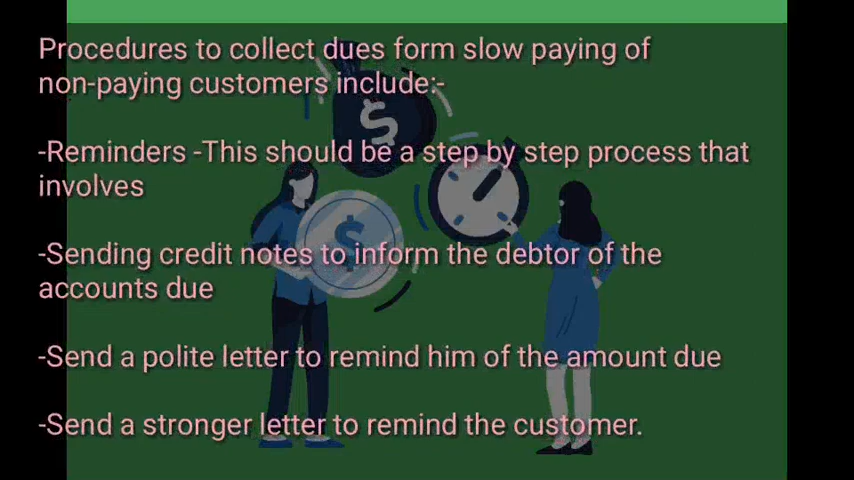 Procedures to collect dues form slow paying of
non-paying customers include:-
-Reminders -This should be a step by step process that
involves
-Sending credit notes to inform the debtor of the
accounts due
-Send a polite letter to remind him of the amount due
-Send a stronger letter to remind the customer.
$
$